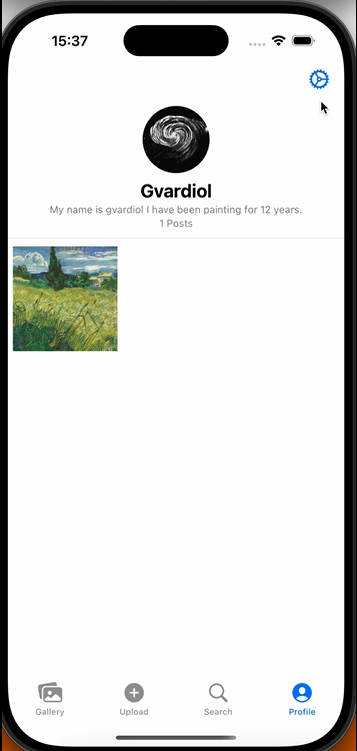 15:37
Gvardiol
My name is gvardiol I have been painting for 12 years.
1 Posts
Gallery
Upload
Search
Profile